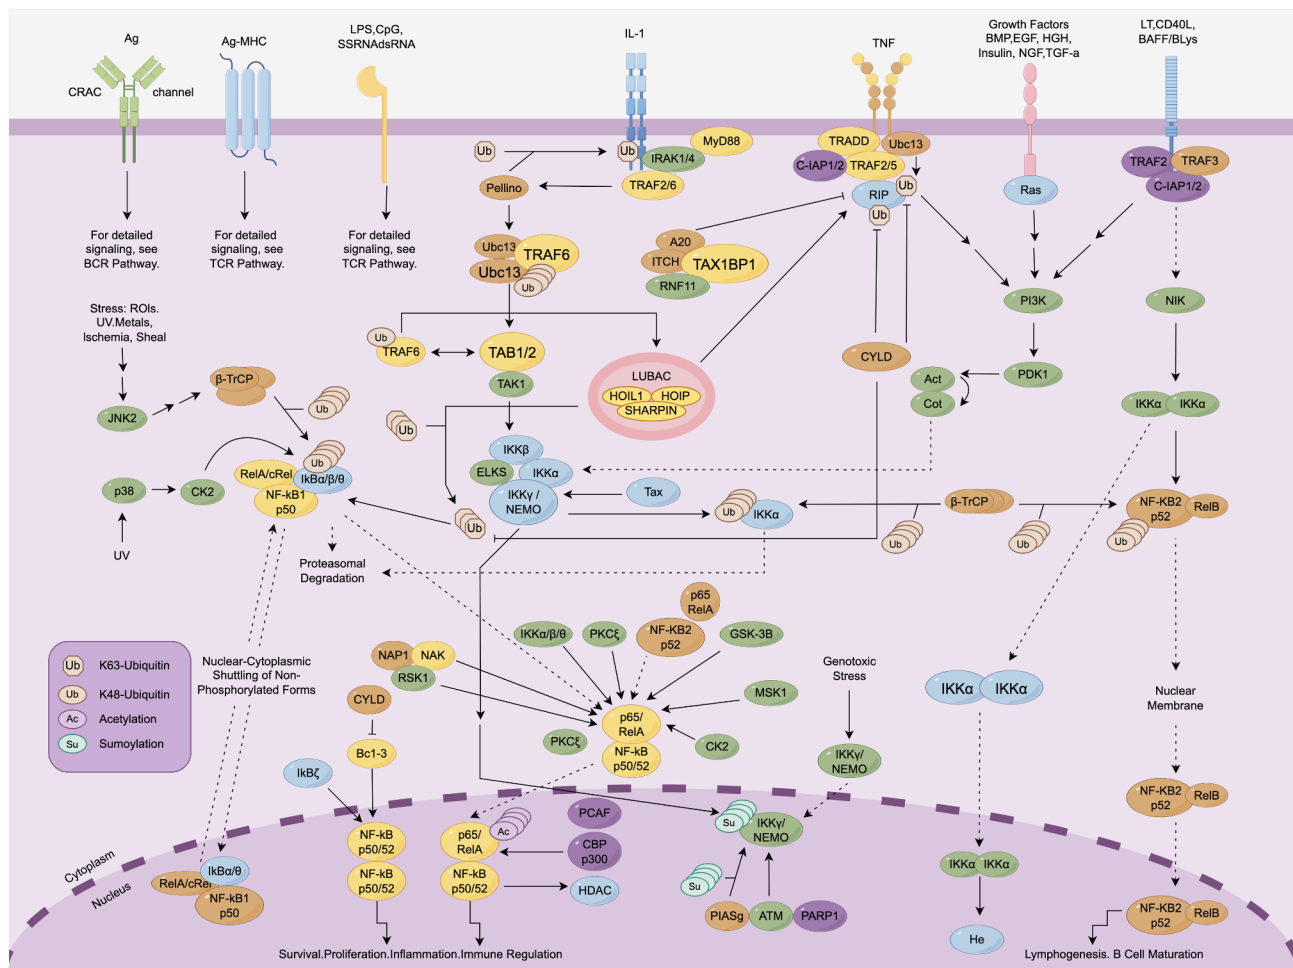 Ag
CRAC
channel
Ag-MHC
LPS,CpG,
SSRNAdsRNA
IL-1
TNF
Growth Factors
BMP,EGF, HGH,
Insulin, NGF,TGF-a
LT,CD40L,
BAFF/BLys
For detailed
signaling, see
BCR Pathway.
For detailed
signaling, see
TCR Pathway.
For detailed
signaling, see
TCR Pathway.
Ub
Ub
MyD88
IRAK1/4
TRAF2/6
Pellino
Ubc13
TRAF6
Ubc13
Ub
TRADD
Ubc13
C-IAP1/2
TRAF2/5
RIP
Ub
Ub
A20
ITCH
TAX1BP1
RNF11
Ras
TRAF2
TRAF3
C-IAP1/2
PI3K
NIK
PDK1
Act
Cot
CYLD
IKKα
IKKα
Stress: ROIs.
UV.Metals,
Ischemia, Sheal
JNK2
β-TrCP
Ub
Ub
TRAF6
TAB1/2
TAK1
LUBAC
HOIL1
HOIP
SHARPIN
Ub
Ub
RelA/cRel
IkBα/β/θ
NF-kB1
p50
p38
CK2
UV
Proteasomal
Degradation
IKKβ
ELKS
IKKα
IKKγ /
NEMO
Tax
Ub
Ub
IKKα
β-TrCP
Ub
Ub
Ub
NF-KB2
p52
RelB
p65
RelA
NF-KB2
p52
IKKα/β/θ
PKCξ
GSK-3B
NAP1
NAK
RSK1
MSK1
CK2
PKCξ
p65/
RelA
NF-kB
p50/52
Genotoxic
Stress
IKKγ/
NEMO
IKKα
IKKα
Nuclear
Membrane
Ub
K63-Ubiquitin
Ub
K48-Ubiquitin
Ac
Acetylation
Su
Sumoylation
Nuclear-Cytoplasmic
Shuttling of Non-
Phosphorylated Forms
CYLD
Bc1-3
IkBζ
NF-kB
p50/52
NF-kB
p50/52
p65/
RelA
Ac
NF-kB
p50/52
PCAF
CBP
p300
HDAC
Su
IKKγ/
NEMO
Su
PIASg
ATM
PARP1
IKKα
IKKα
He
NF-KB2
p52
RelB
NF-KB2
p52
RelB
Cytoplasm
Nucleus
IkBα/θ
RelA/cRel
NF-kB1
p50
Survival.Proliferation.Inflammation.Immune Regulation
Lymphogenesis. B Cell Maturation